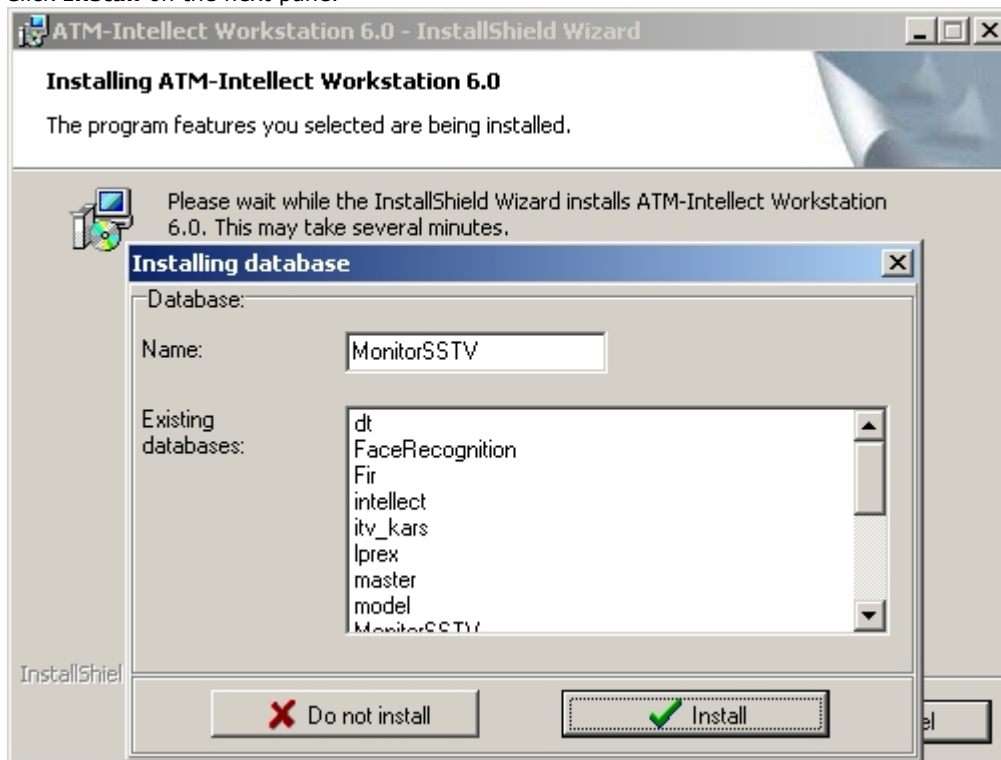 ATM-Intellect Workstation 6.0 - InstallShield Wizard
Installing ATM-Intellect Workstation 6.0
The program features you selected are being installed.
Please wait while the InstallShield Wizard installs ATM-Intellect Workstation
6.0. This may take several minutes.
Installing database
Database:
Name:
MonitorSSTV
Existing
databases:
dt
FaceRecognition
Fir
intellect
itv_kars
lprex
master
model
InstallShiel
Do not install
Install
el